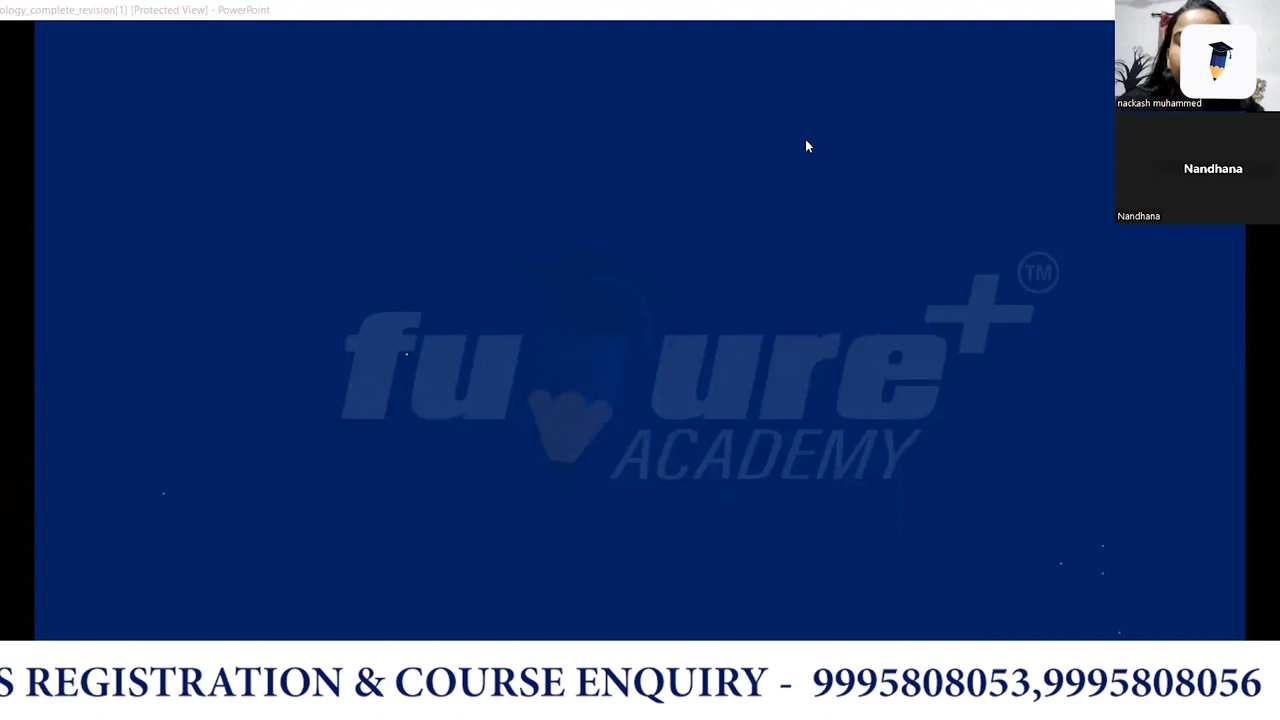 ology_complete_revision[1] [Protected View] - PowerPoint
nackash muhammed
Nandhana
Nandhana
future+ TM
ACADEMY
S REGISTRATION & COURSE ENQUIRY - 9995808053,9995808056